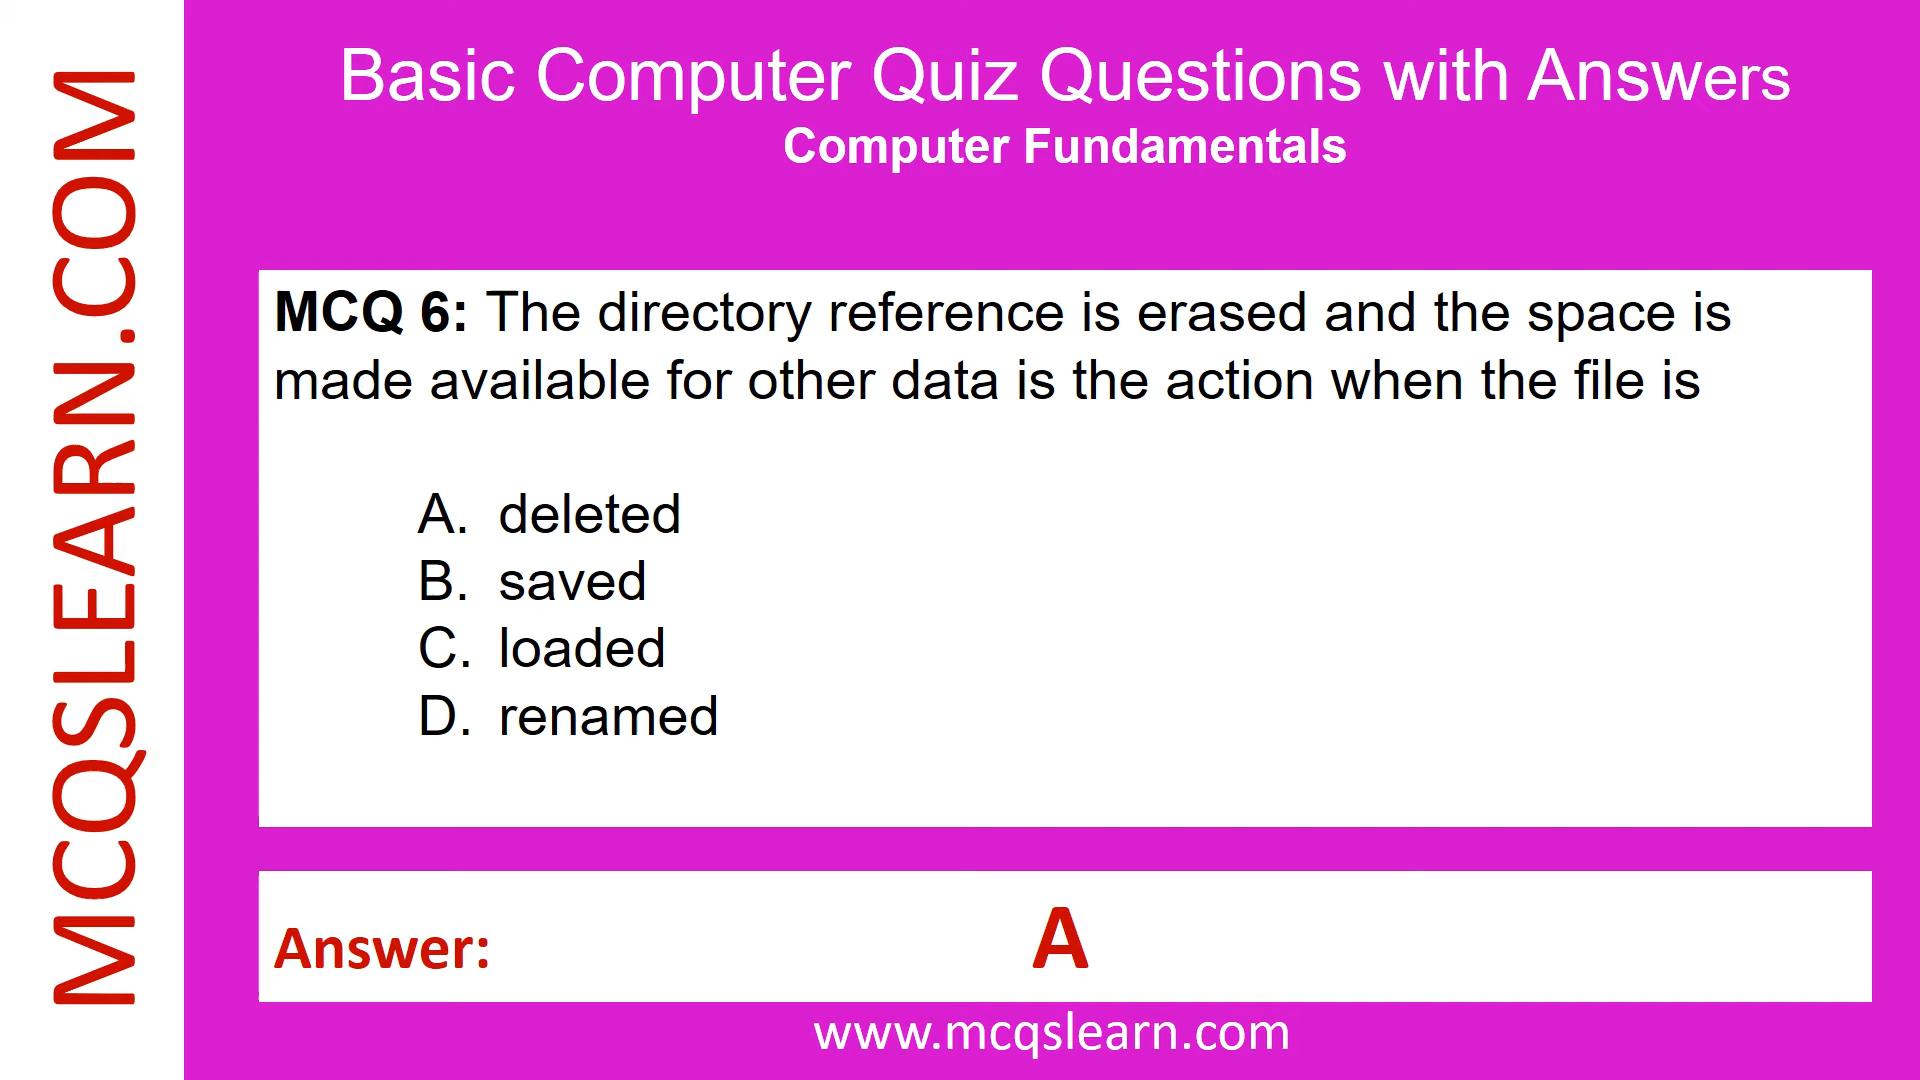 MCQSLEARN.COM
Basic Computer Quiz Questions with Answers
Computer Fundamentals
MCQ 6: The directory reference is erased and the space is
made available for other data is the action when the file is
A. deleted
B. saved
C. loaded
D. renamed
Answer: A
www.mcqslearn.com